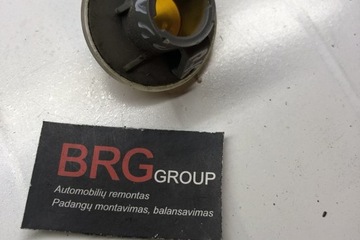 BRG GROUP
Automobilių remontas
Padangų montavimas, balansavimas